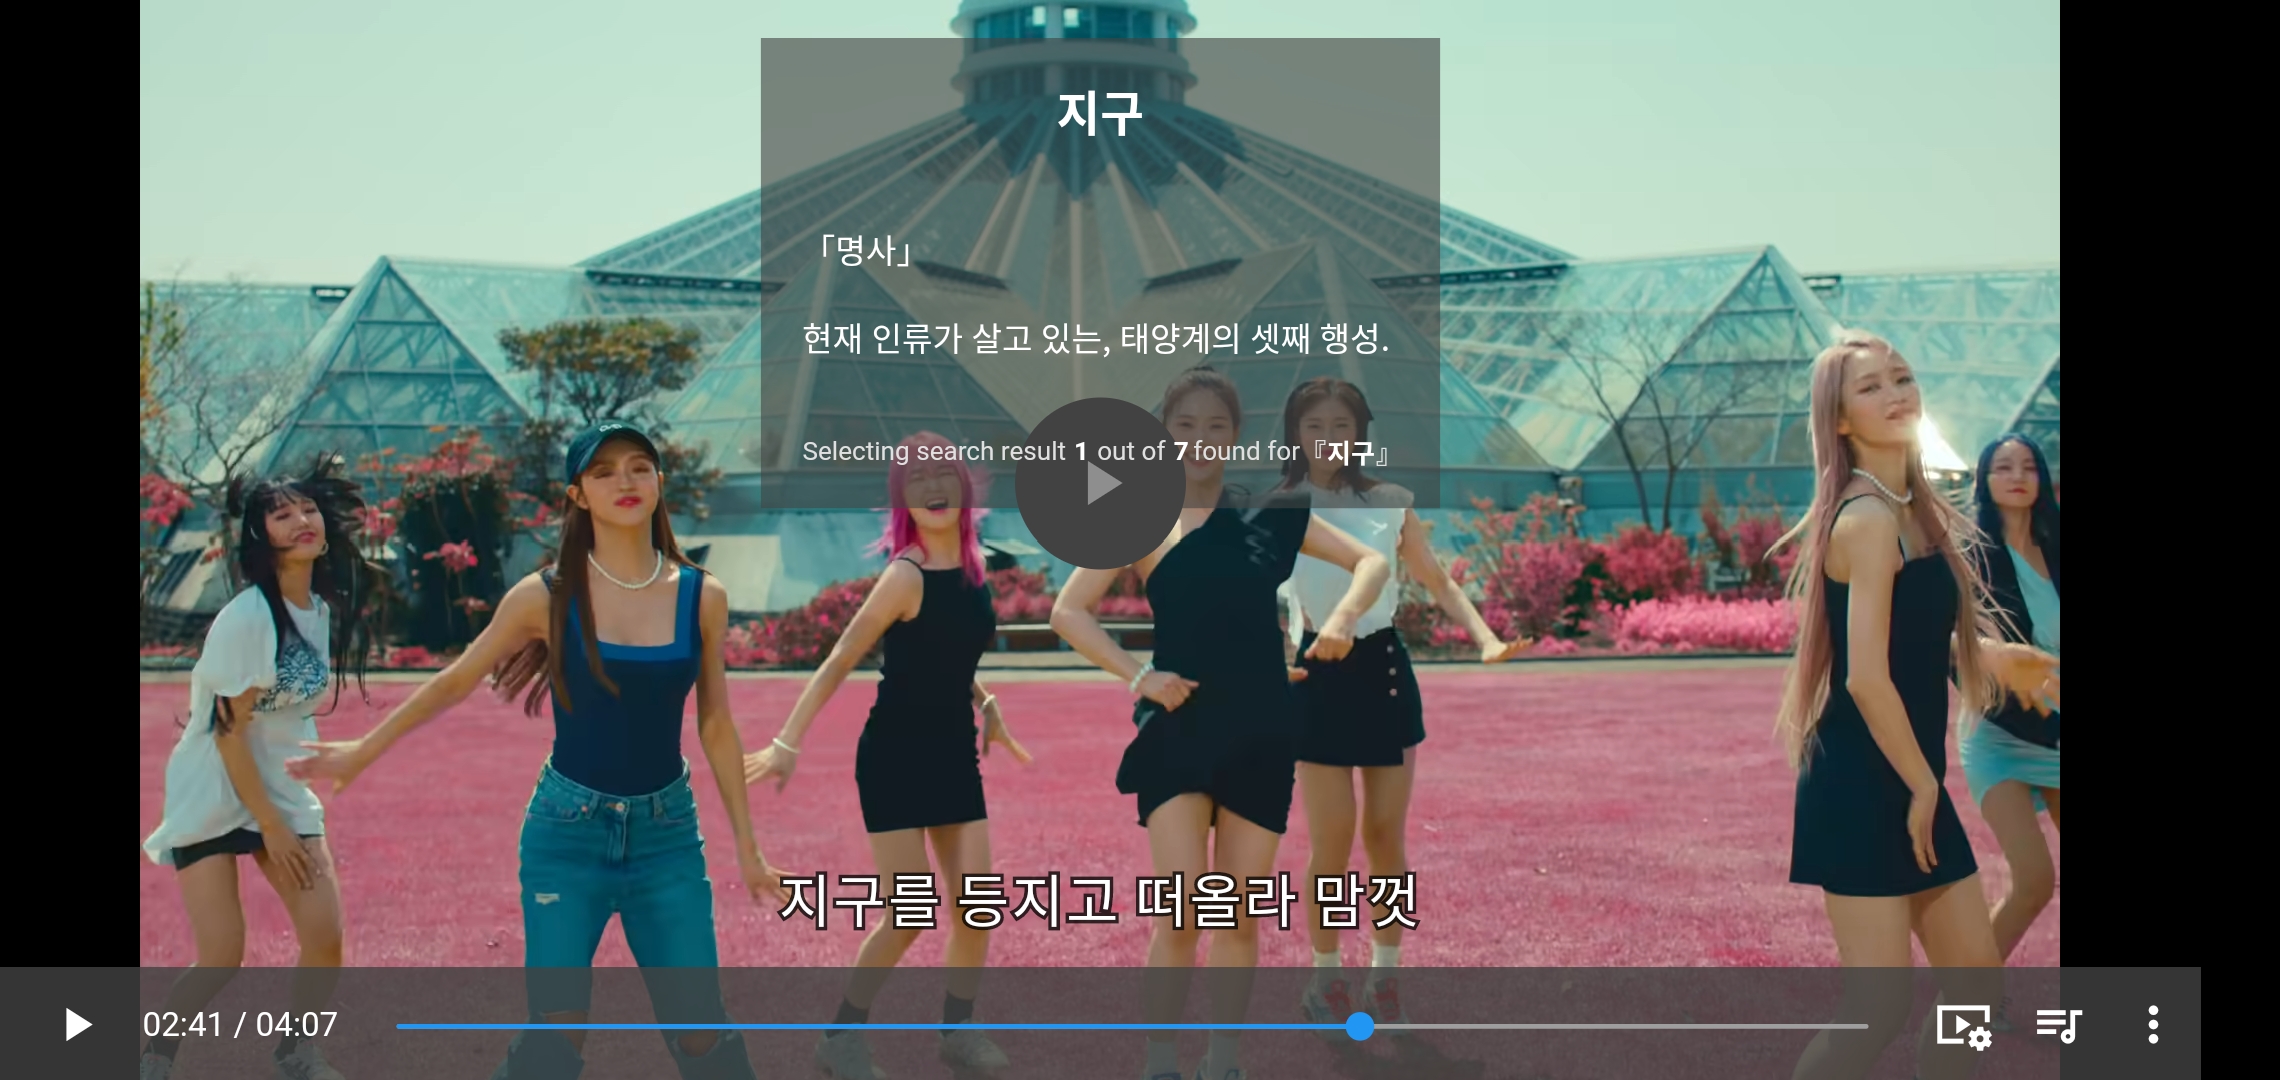 지구
「명사」
현재 인류가 살고 있는, 태양계의 셋째 행성.
Selecting search result 1 out of 7 found for『지구』
지구를 등지고 떠올라 맘껏
02:41 / 04:07